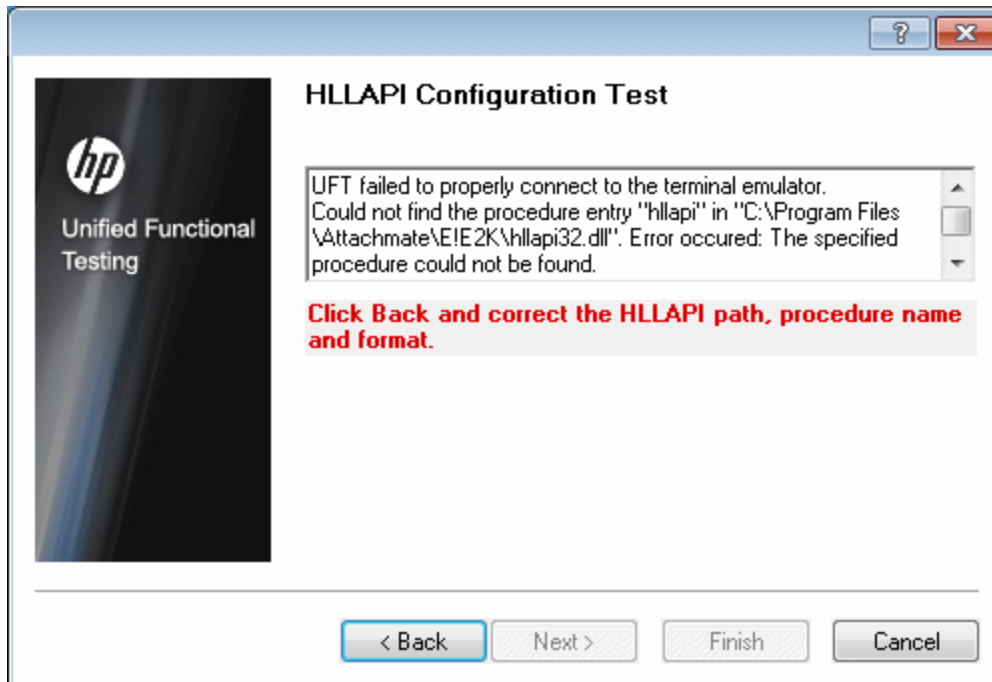 ?
x
HLLAPI Configuration Test
hp
Unified Functional
Testing
UFT failed to properly connect to the terminal emulator.
Could not find the procedure entry "hllapi" in "C:\Program Files
\Attachmate\E!E2K\hllapi32.dll". Error occured: The specified
procedure could not be found.
Click Back and correct the HLLAPI path, procedure name
and format.
< Back
Next >
Finish
Cancel